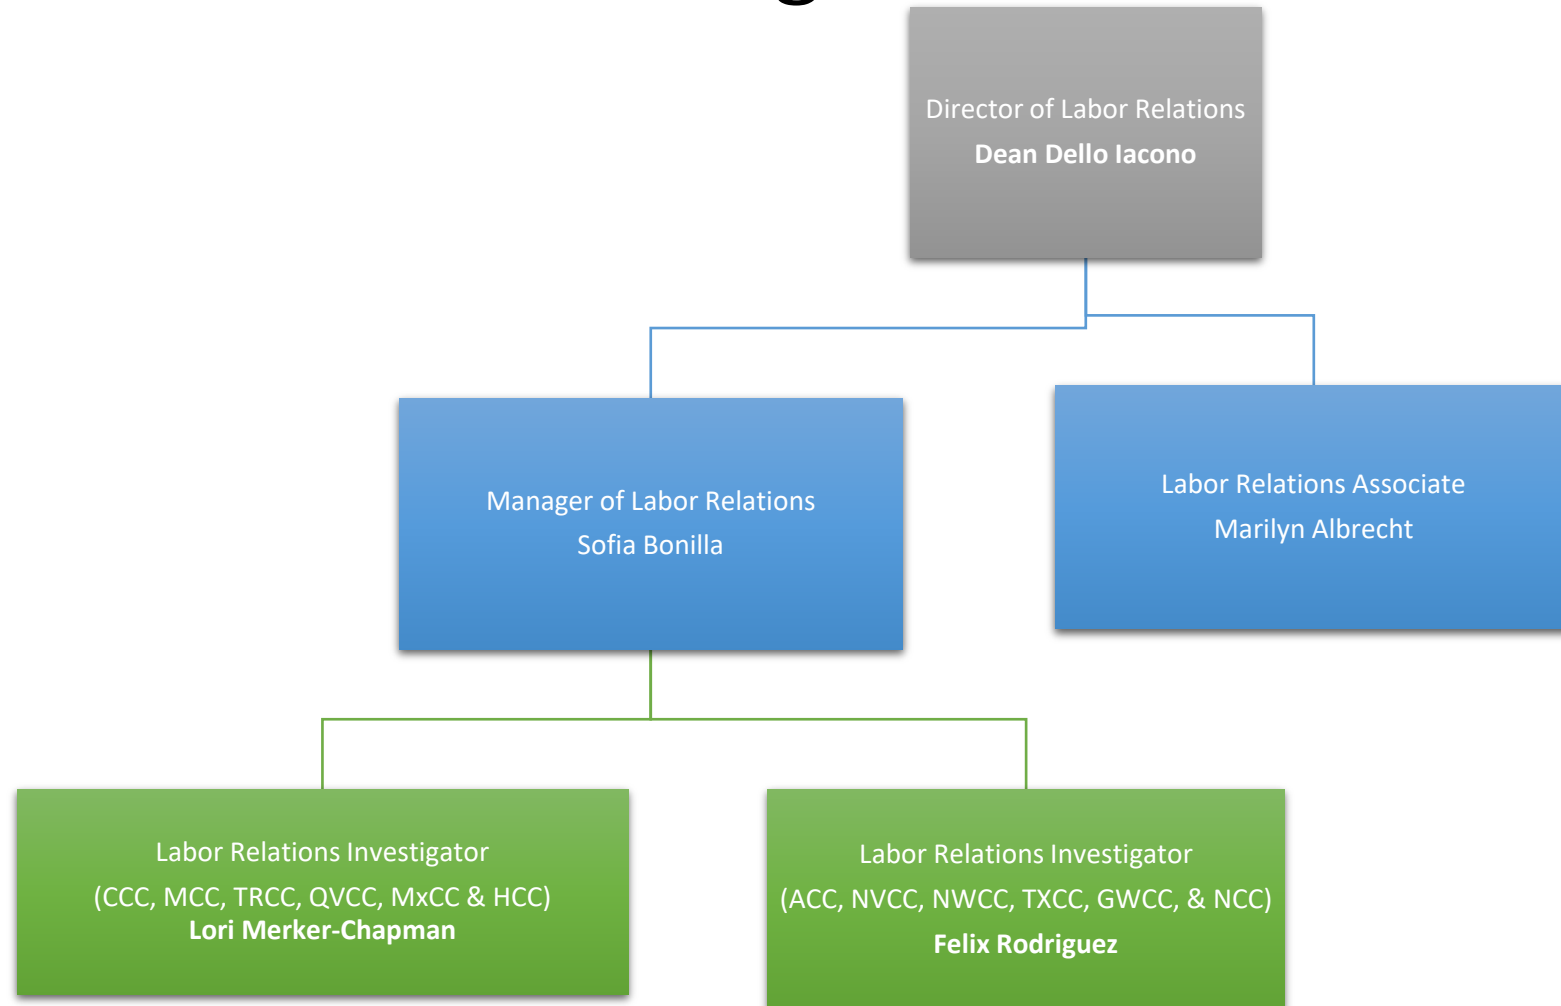 Director of Labor Relations
Dean Dello Iacono
Manager of Labor Relations
Sofia Bonilla
Labor Relations Associate
Marilyn Albrecht
Labor Relations Investigator
(CCC, MCC, TRCC, QVCC, MxCC & HCC)
Lori Merker-Chapman
Labor Relations Investigator
(ACC, NVCC, NWCC, TXCC, GWCC, & NCC)
Felix Rodriguez